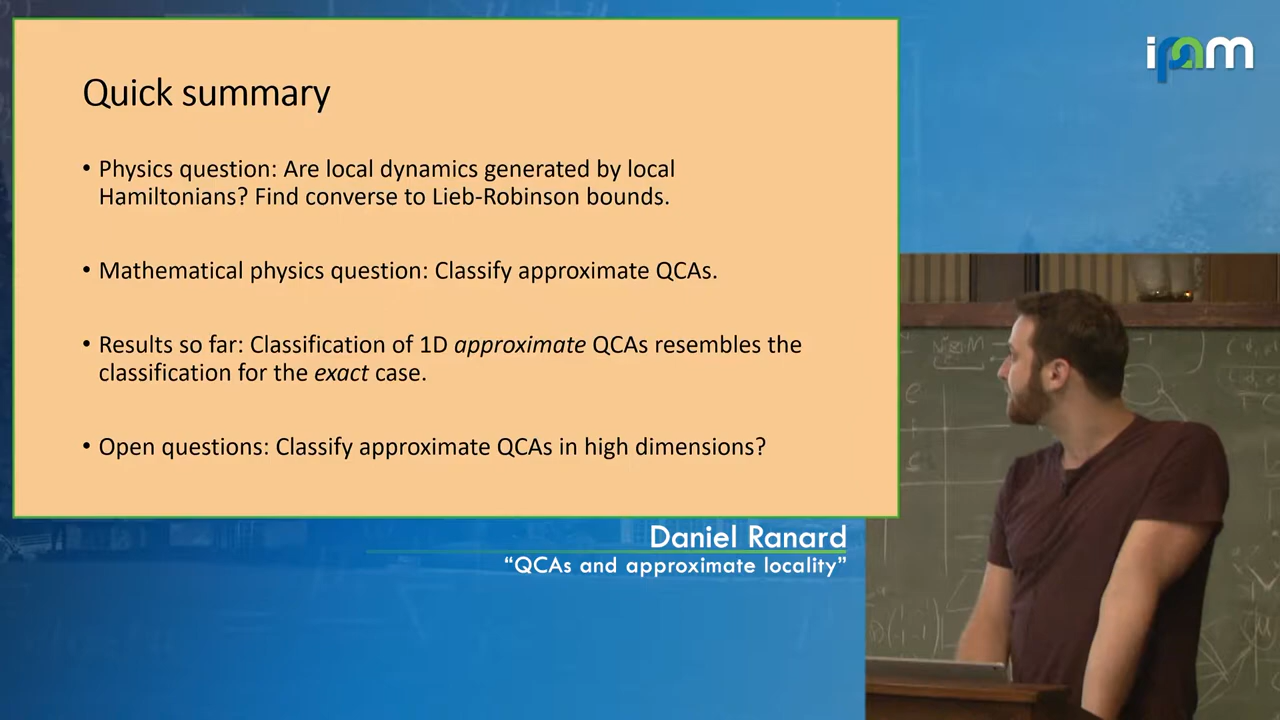 ipam
Quick summary
• Physics question: Are local dynamics generated by local
Hamiltonians? Find converse to Lieb-Robinson bounds.
• Mathematical physics question: Classify approximate QCAs.
• Results so far: Classification of 1D approximate QCAs resembles the
classification for the exact case.
• Open questions: Classify approximate QCAs in high dimensions?
Daniel Ranard
“QCAs and approximate locality”